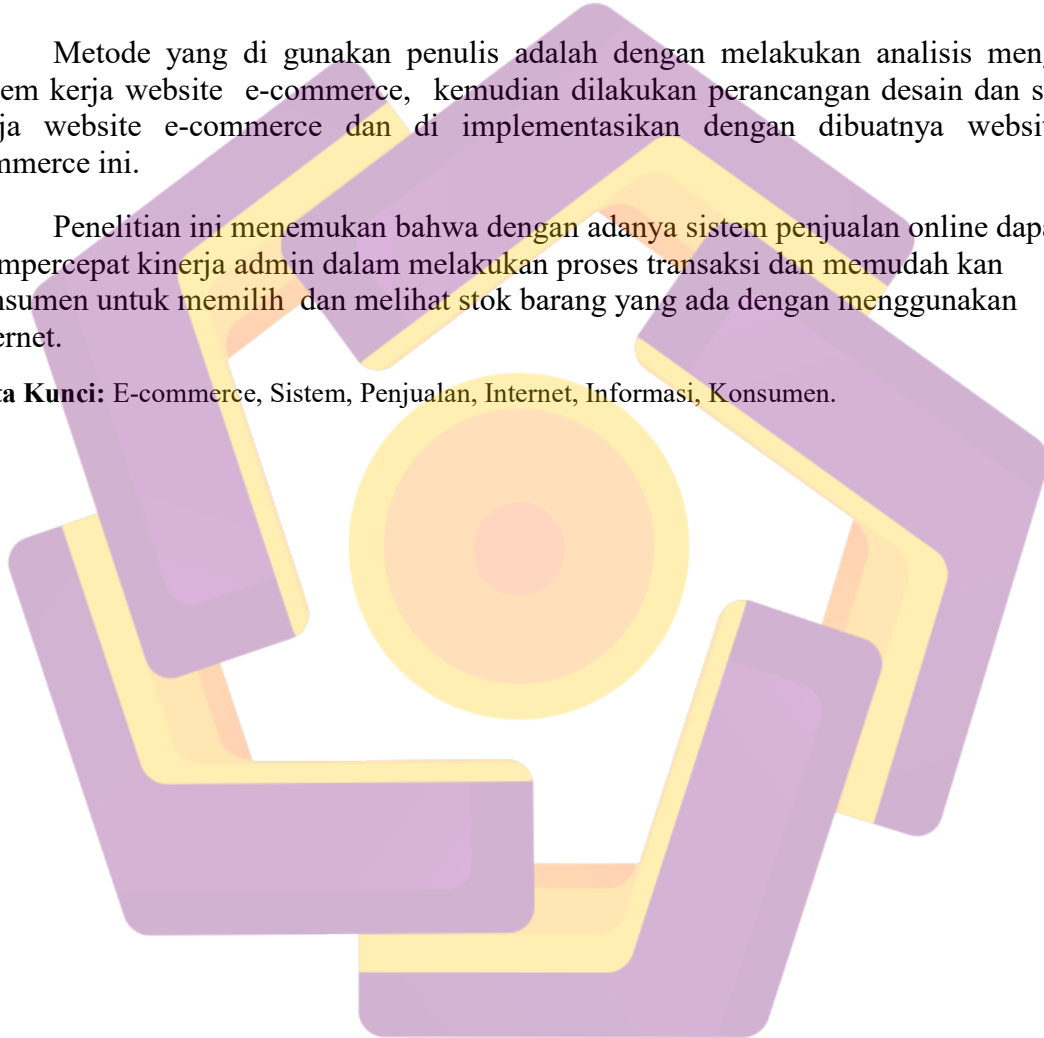 Metode yang di gunakan penulis adalah dengan melakukan analisis meng
em kerja website e-commerce, kemudian dilakukan perancangan desain dan s
ja website e-commerce dan di implementasikan dengan dibuatnya websit
mmerce ini.
Penelitian ini menemukan bahwa dengan adanya sistem penjualan online dapa
mpercepat kinerja admin dalam melakukan proses transaksi dan memudah kan
nsumen untuk memilih dan melihat stok barang yang ada dengan menggunakan
ernet.
ta Kunci: E-commerce, Sistem, Penjualan, Internet, Informasi, Konsumen.